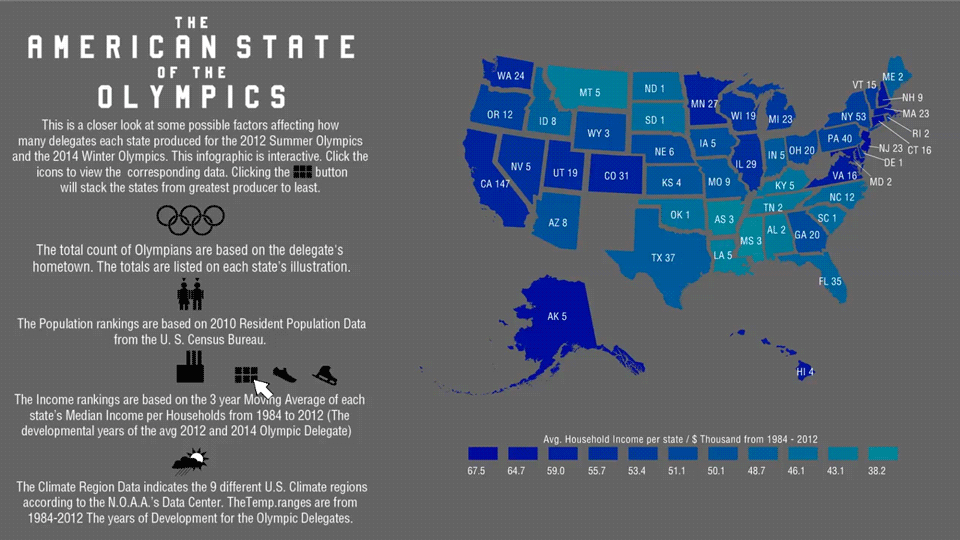 THE
AMERICAN STATE
OF THE
OLYMPICS
This is a closer look at some possible factors affecting how
many delegates each state produced for the 2012 Summer Olympics
and the 2014 Winter Olympics. This infographic is interactive. Click the
icons to view the corresponding data. Clicking the button
will stack the states from greatest producer to least.
The total count of Olympians are based on the delegate's
hometown. The totals are listed on each state's illustration.
The Population rankings are based on 2010 Resident Population Data
from the U. S. Census Bureau.
The Income rankings are based on the 3 year Moving Average of each
state's Median Income per Households from 1984 to 2012 (The
developmental years of the avg 2012 and 2014 Olympic Delegate)
The Climate Region Data indicates the 9 different U.S. Climate regions
according to the N.O.A.A.'s Data Center. TheTemp.ranges are from
1984-2012 The years of Development for the Olympic Delegates.
WA 24
OR 12
CA 147
NV 5
ID 8
MT 5
WY 3
UT 19
AZ 8
CO 31
ND 1
SD 1
NE 6
KS 4
OK 1
TX 37
MN 27
IA 5
MO 9
AR 3
LA 5
WI 19
IL 29
MS 3
MI 23
IN 5
OH 20
KY 5
TN 2
AL 2
GA 20
FL 35
SC 1
NC 12
VA 16
PA 40
NY 53
VT 15
ME 2
NH 9
MA 23
RI 2
CT 16
NJ 23
DE 1
MD 2
AK 5
HI 4
Avg. Household Income per state / $ Thousand from 1984 - 2012
67.5 64.7 59.0 55.7 53.4 51.1 50.1 48.7 46.1 43.1 38.2